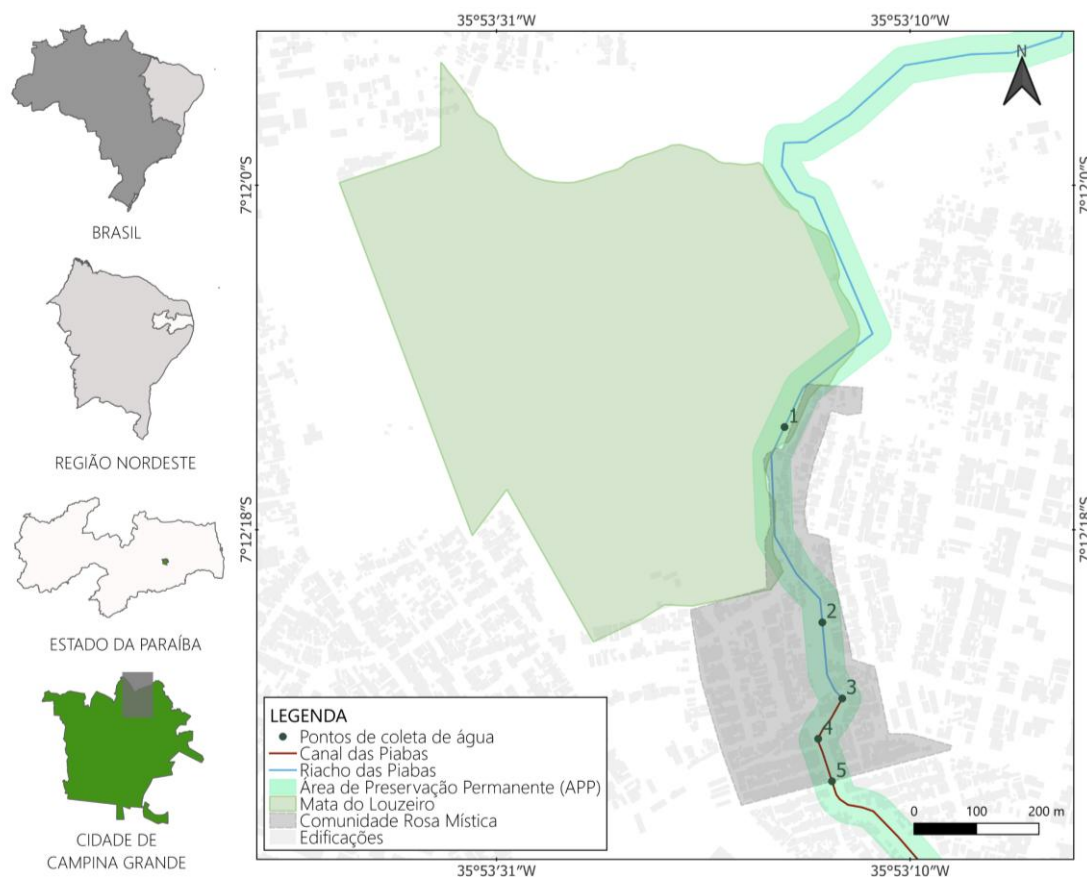 BRASIL
REGIÃO NORDESTE
ESTADO DA PARAÍBA
CIDADE DE
CAMPINA GRANDE
35°53'31"W
35°53'10"W
7°12'0"S
7°12'0"S
N
1
7°12'18"S
7°12'18"S
2
3
4
5
LEGENDA
Pontos de coleta de água
Canal das Piabas
Riacho das Piabas
Área de Preservação Permanente (APP)
Mata do Louzeiro
Comunidade Rosa Mística
Edificações
0 100 200 m
35°53'31"W
35°53'10"W